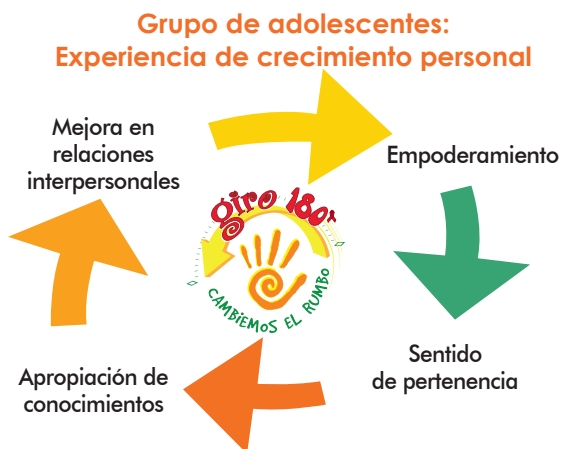 Grupo de adolescentes:
Experiencia de crecimiento personal
Mejora en
relaciones
interpersonales
Empoderamiento
giro 180°
CAMBIEMOS EL RUMBO
Sentido
de pertenencia
Apropiación de
conocimientos